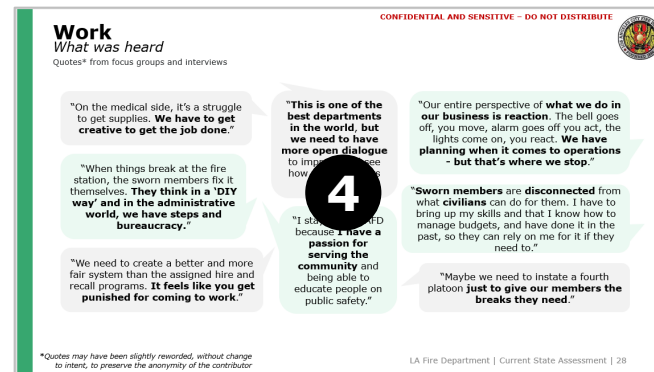 CONFIDENTIAL AND SENSITIVE – DO NOT DISTRIBUTE
Work
What was heard
Quotes* from focus groups and interviews
“On the medical side, it’s a struggle
to get supplies. We have to get
creative to get the job done.”
“When things break at the fire
station, the sworn members fix it
themselves. They think in a ‘DIY
way’ and in the administrative
world, we have steps and
bureaucracy.”
“We need to create a better and more
fair system than the assigned hire and
recall programs. It feels like you get
punished for coming to work.”
“This is one of the
best departments
in the world, but
we need to have
more open dialogue
to see
how
4
“I
because I have a
passion for
serving the
community and
being able to
educate people on
public safety.”
“Our entire perspective of what we do in
our business is reaction. The bell goes
off, you move, alarm goes off you act, the
lights come on, you react. We have
planning when it comes to operations
- but that’s where we stop.”
“Sworn members are disconnected from
what civilians can do for them. I have to
bring up my skills and that I know how to
manage budgets, and have done it in the
past, so they can rely on me for it if they
need to.”
“Maybe we need to instate a fourth
platoon just to give our members the
breaks they need.”
*Quotes may have been slightly reworded, without change
to intent, to preserve the anonymity of the contributor
LA Fire Department | Current State Assessment | 28